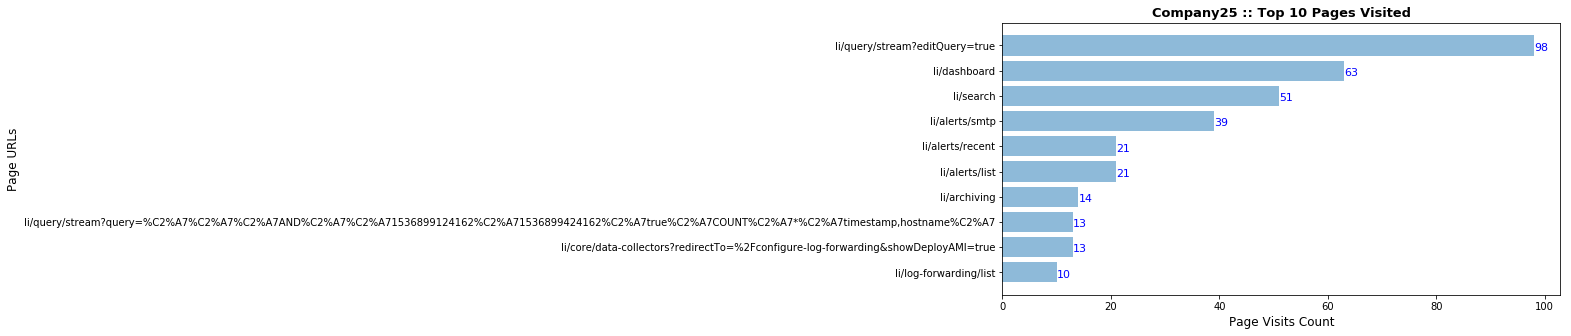 Company25 :: Top 10 Pages Visited
Page URLs
li/query/stream?editQuery=true 98
li/dashboard 63
li/search 51
li/alerts/smtp 39
li/alerts/recent 21
li/alerts/list 21
li/archiving 14
li/query/stream?query=%C2%A7%C2%A7%C2%A7AND%C2%A7%C2%A71536899124162%C2%A71536899424162%C2%A7true%C2%A7COUNT%C2%A7*%C2%A7timestamp,hostname%C2%A7 13
li/core/data-collectors?redirectTo=%2Fconfigure-log-forwarding&showDeployAMI=true 13
li/log-forwarding/list 10
0 20 40 60 80 100
Page Visits Count